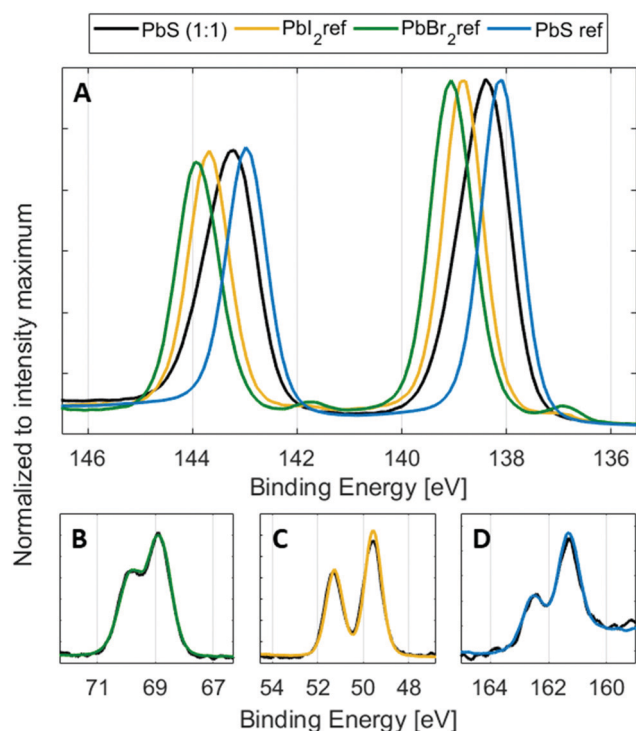 PbS (1:1) PbI₂ref PbBr₂ref PbS ref
A
Normalized to intensity maximum
146 144 142 140 138 136
Binding Energy [eV]
B C D
71 69 67 54 52 50 48 164 162 160
Binding Energy [eV]